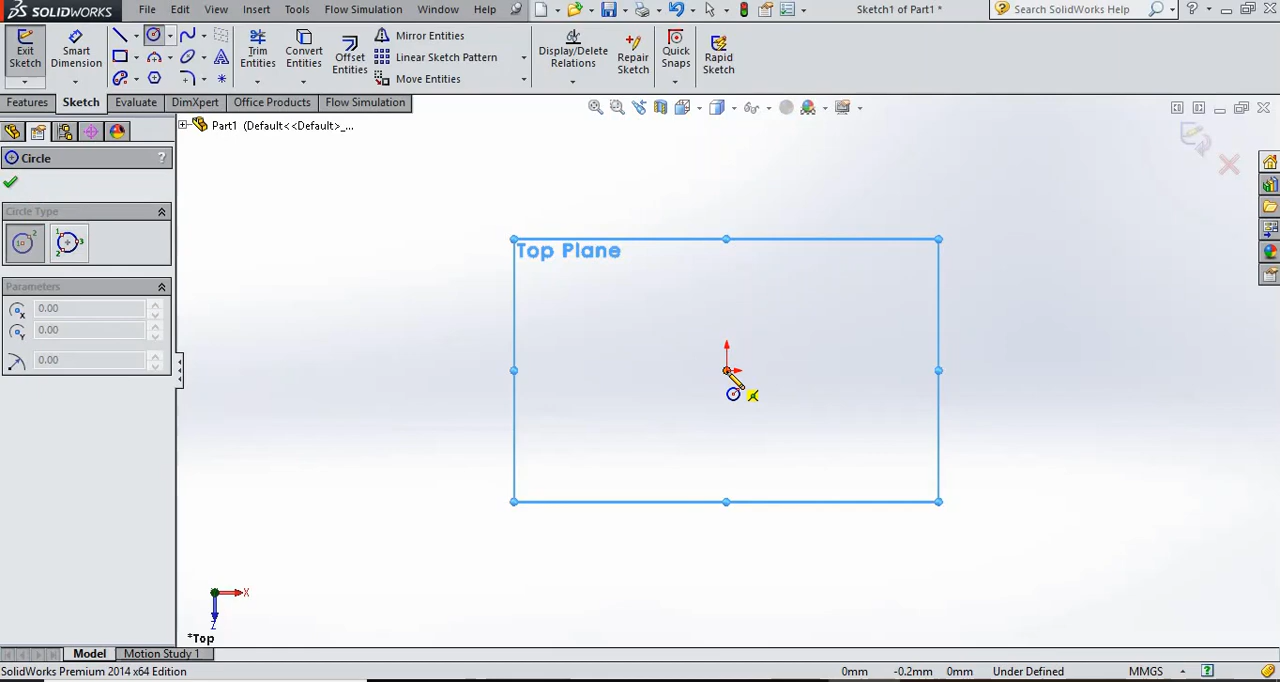 SOLIDWORKS File Edit View Insert Tools Flow Simulation Window Help Sketch1 of Part1 * Search SolidWorks Help
Exit Sketch
Smart Dimension
Trim Entities
Convert Entities
Offset Entities
Mirror Entities
Linear Sketch Pattern
Move Entities
Display/Delete Relations
Repair Sketch
Quick Snaps
Rapid Sketch
Features Sketch Evaluate DimXpert Office Products Flow Simulation
Part1 (Default<<Default>_...
Circle ?
Circle Type
Parameters
0.00
0.00
0.00
Top Plane
X
Z
*Top
Model Motion Study 1
SolidWorks Premium 2014 x64 Edition 0mm -0.2mm 0mm Under Defined MMGS